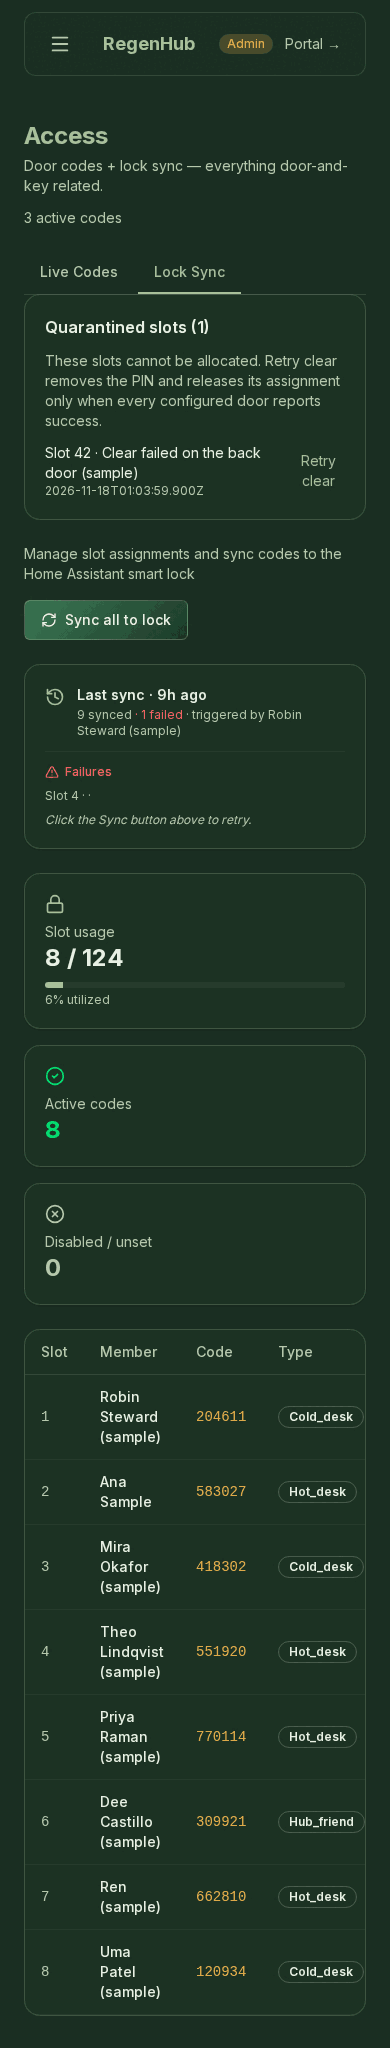 RegenHub
Admin
Portal →
Access
Door codes + lock sync — everything door-and-
key related.
3 active codes
Live Codes
Lock Sync
Quarantined slots (1)
These slots cannot be allocated. Retry clear
removes the PIN and releases its assignment
only when every configured door reports
success.
Slot 42 · Clear failed on the back
door (sample)
2026-11-18T01:03:59.900Z
Retry
clear
Manage slot assignments and sync codes to the
Home Assistant smart lock
Sync all to lock
Last sync · 9h ago
9 synced · 1 failed · triggered by Robin
Steward (sample)
Failures
Slot 4 · ·
Click the Sync button above to retry.
Slot usage
8 / 124
6% utilized
Active codes
8
Disabled / unset
0
Slot Member Code Type
1 Robin
Steward
(sample) 204611 Cold_desk
2 Ana
Sample 583027 Hot_desk
3 Mira
Okafor
(sample) 418302 Cold_desk
4 Theo
Lindqvist
(sample) 551920 Hot_desk
5 Priya
Raman
(sample) 770114 Hot_desk
6 Dee
Castillo
(sample) 309921 Hub_friend
7 Ren
(sample) 662810 Hot_desk
8 Uma
Patel
(sample) 120934 Cold_desk